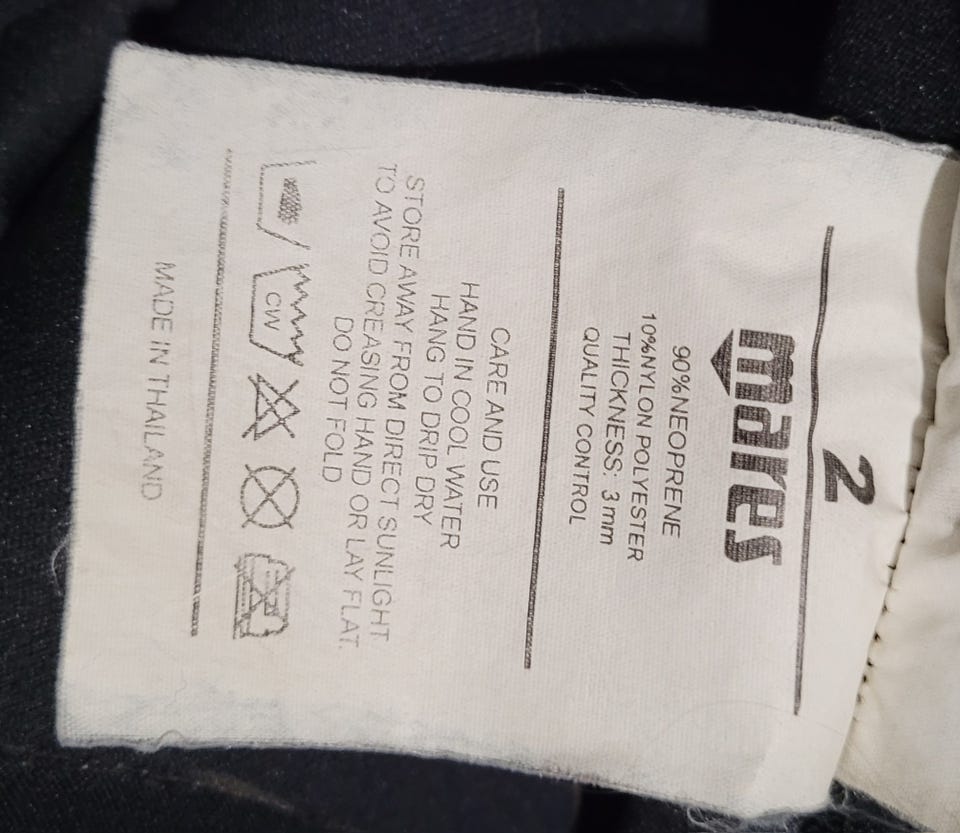 2
mares
90%NEOPRENE
10%NYLON POLYESTER
THICKNESS: 3mm
QUALITY CONTROL
CARE AND USE
HAND IN COOL WATER
HANG TO DRIP DRY
STORE AWAY FROM DIRECT SUNLIGHT
TO AVOID CREASING HAND OR LAY FLAT.
DO NOT FOLD
CW
MADE IN THAILAND